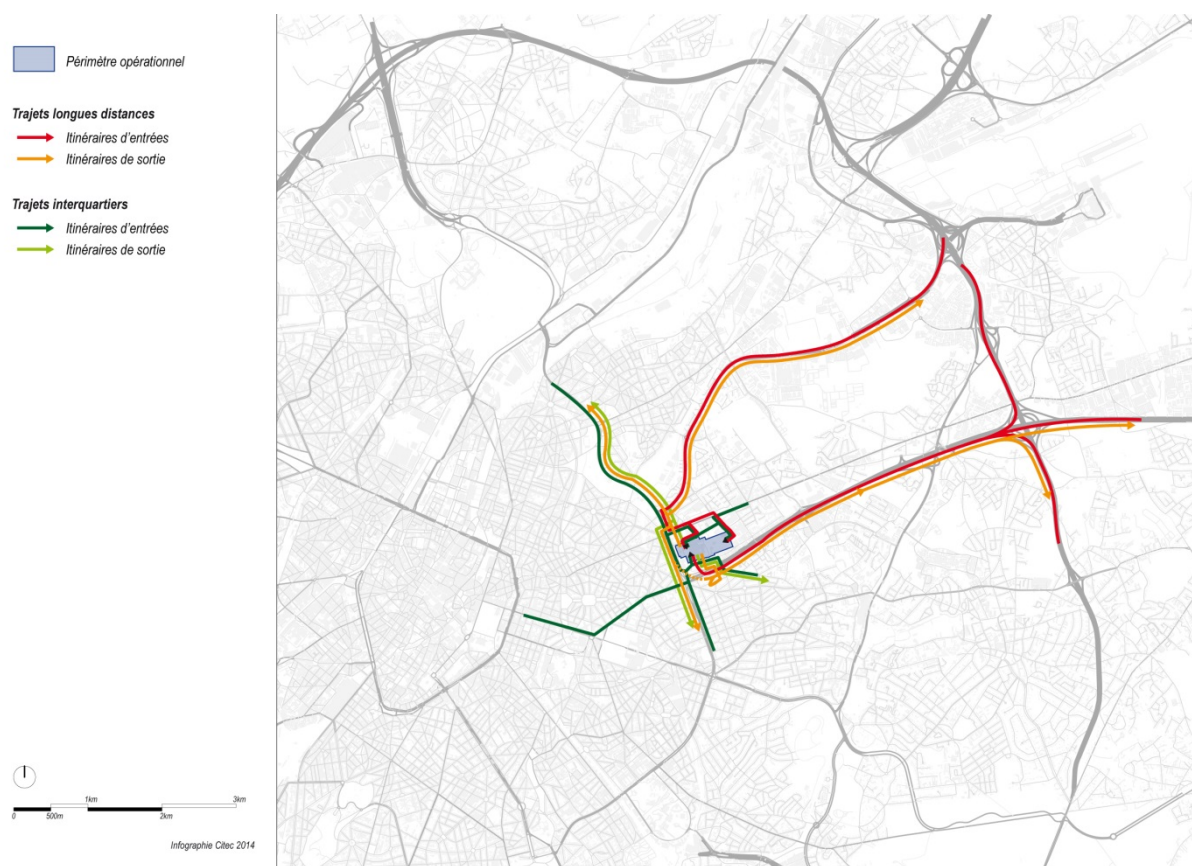 Périmètre opérationnel
Trajets longues distances
Itinéraires d'entrées
Itinéraires de sortie
Trajets interquartiers
Itinéraires d'entrées
Itinéraires de sortie
1km 3km
0 500m 2km
Infographie Citec 2014